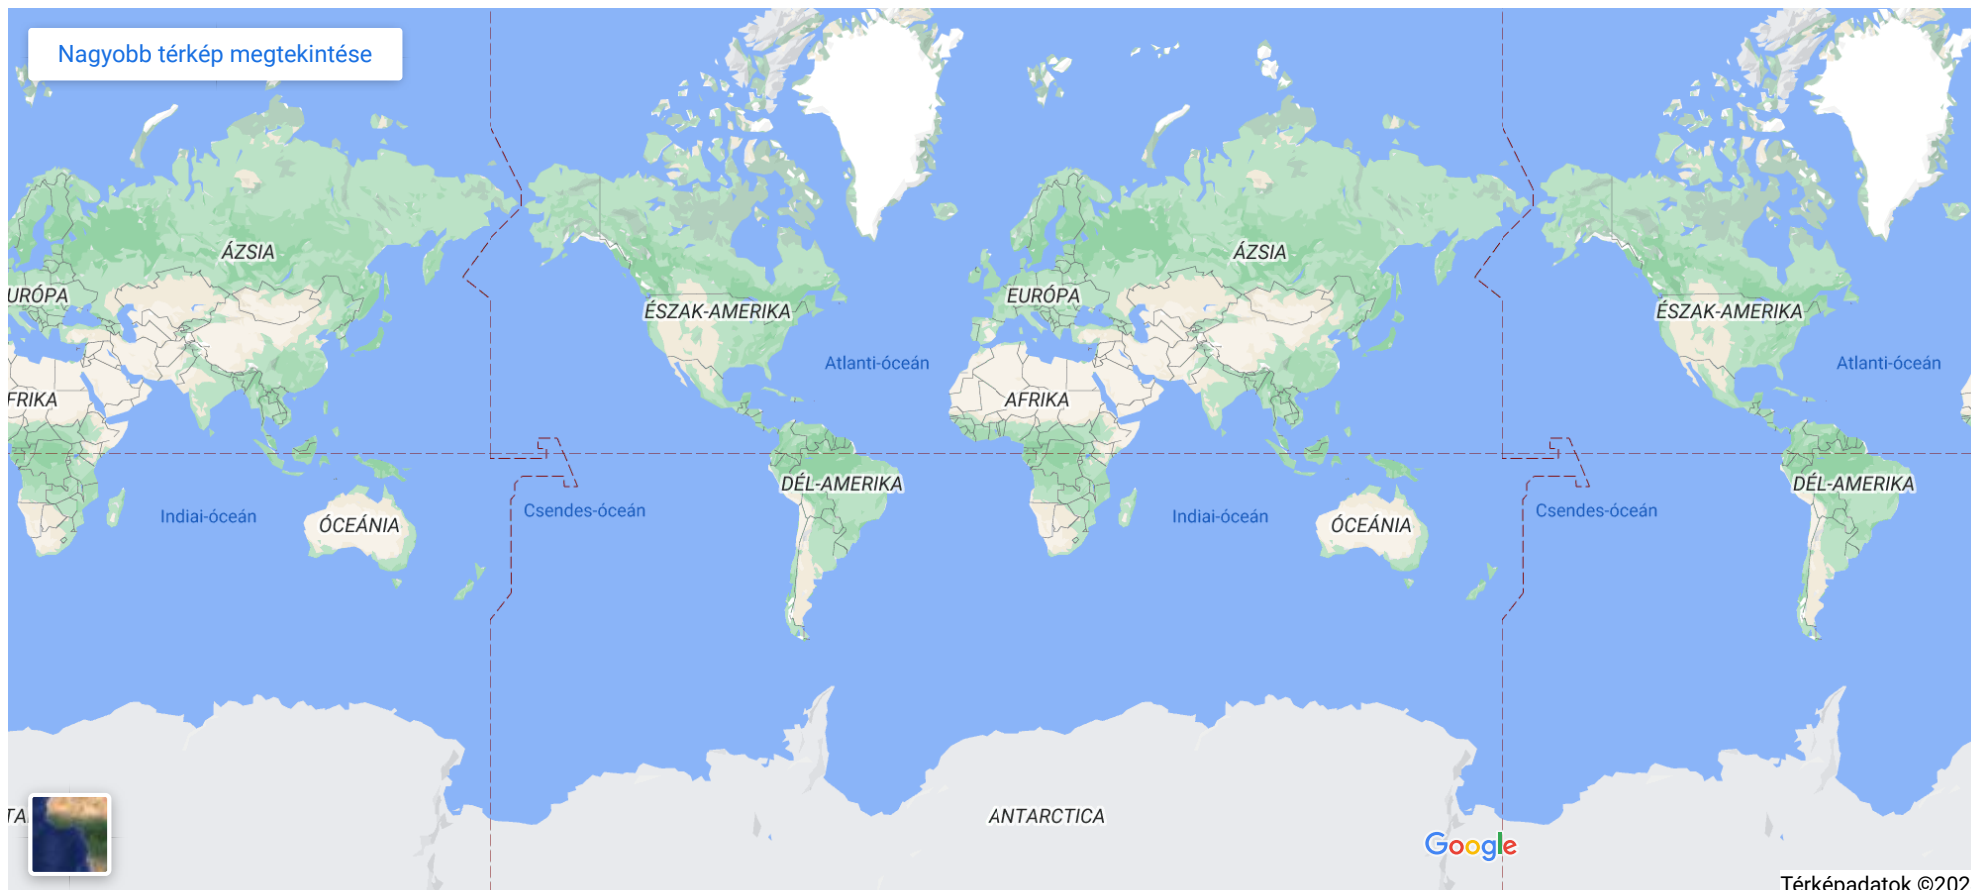 Nagyobb térkép megtekintése
ÁZSIA
ÁZSIA
URÓPA
EURÓPA
ÉSZAK-AMERIKA
ÉSZAK-AMERIKA
Atlanti-óceán
Atlanti-óceán
FRIKA
AFRIKA
DÉL-AMERIKA
DÉL-AMERIKA
Csendes-óceán
Csendes-óceán
Indiai-óceán
Indiai-óceán
ÓCEÁNIA
ÓCEÁNIA
TA
ANTARCTICA
Google
Térképadatok ©202